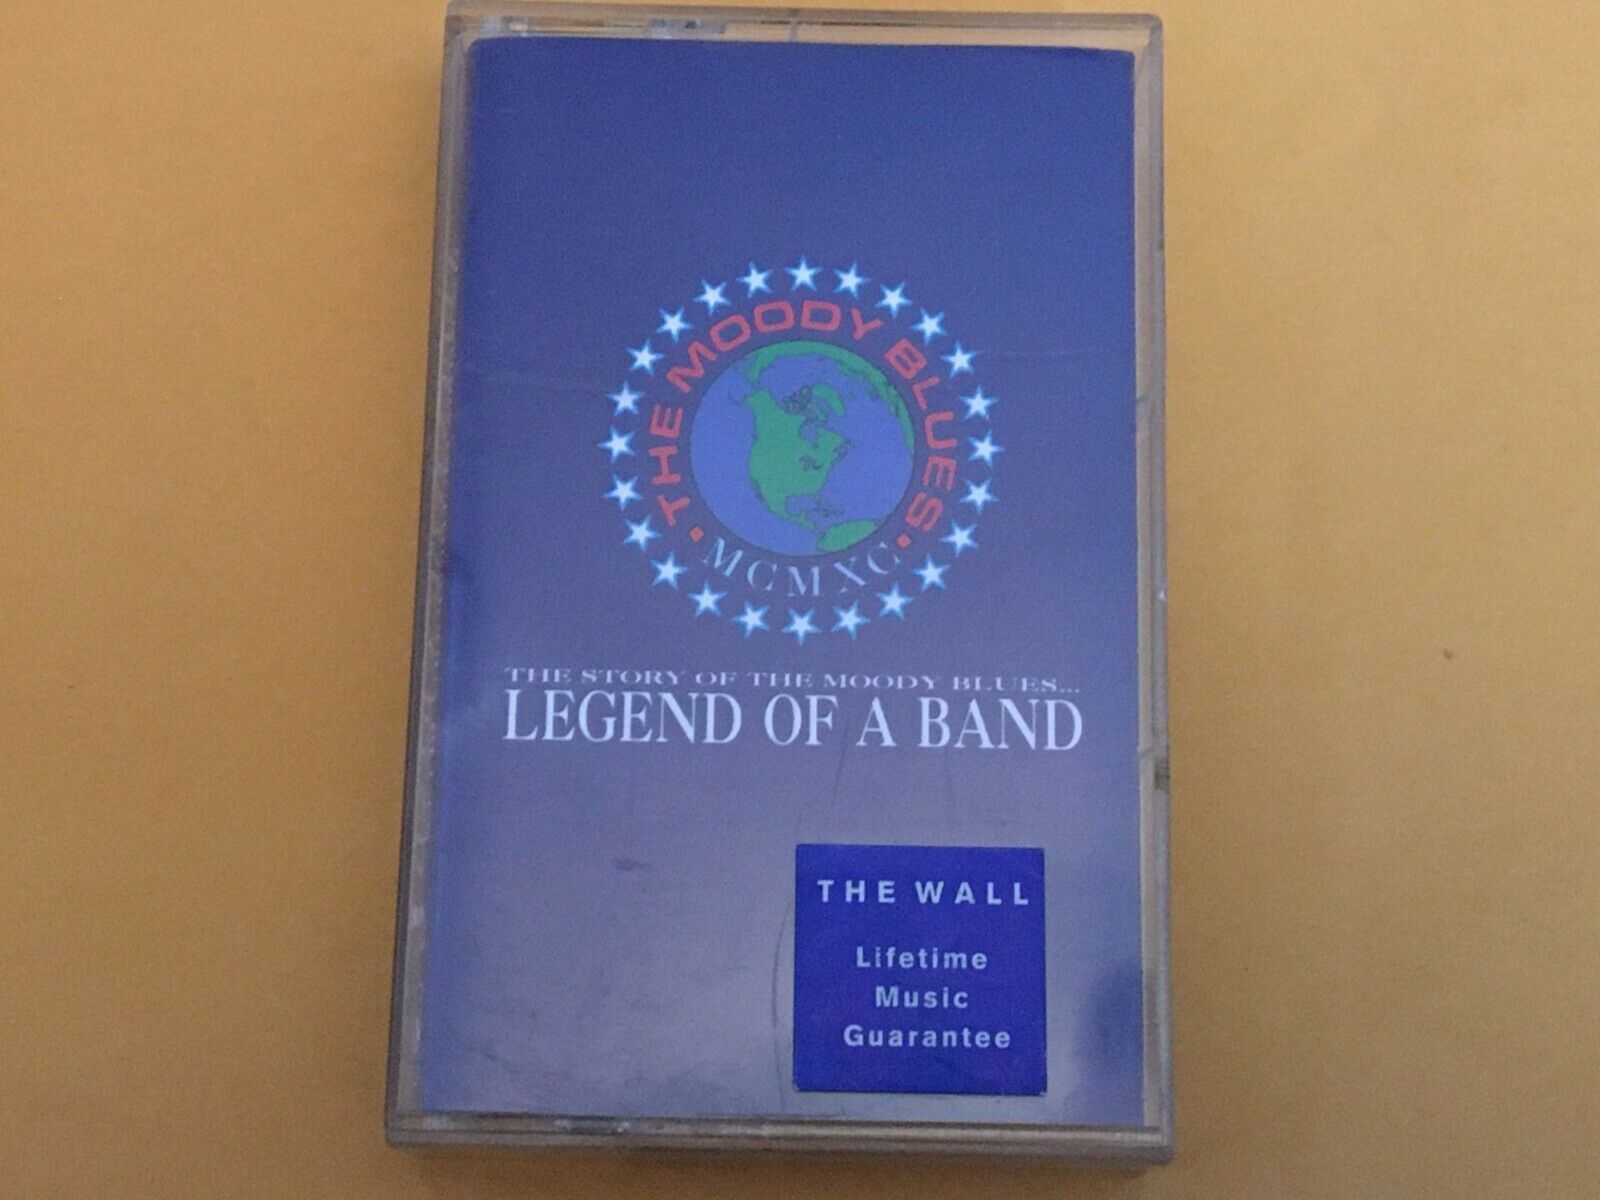 THE MOODY BLUES
MCMXC
THE STORY OF THE MOODY BLUES...
LEGEND OF A BAND
THE WALL
Lifetime
Music
Guarantee